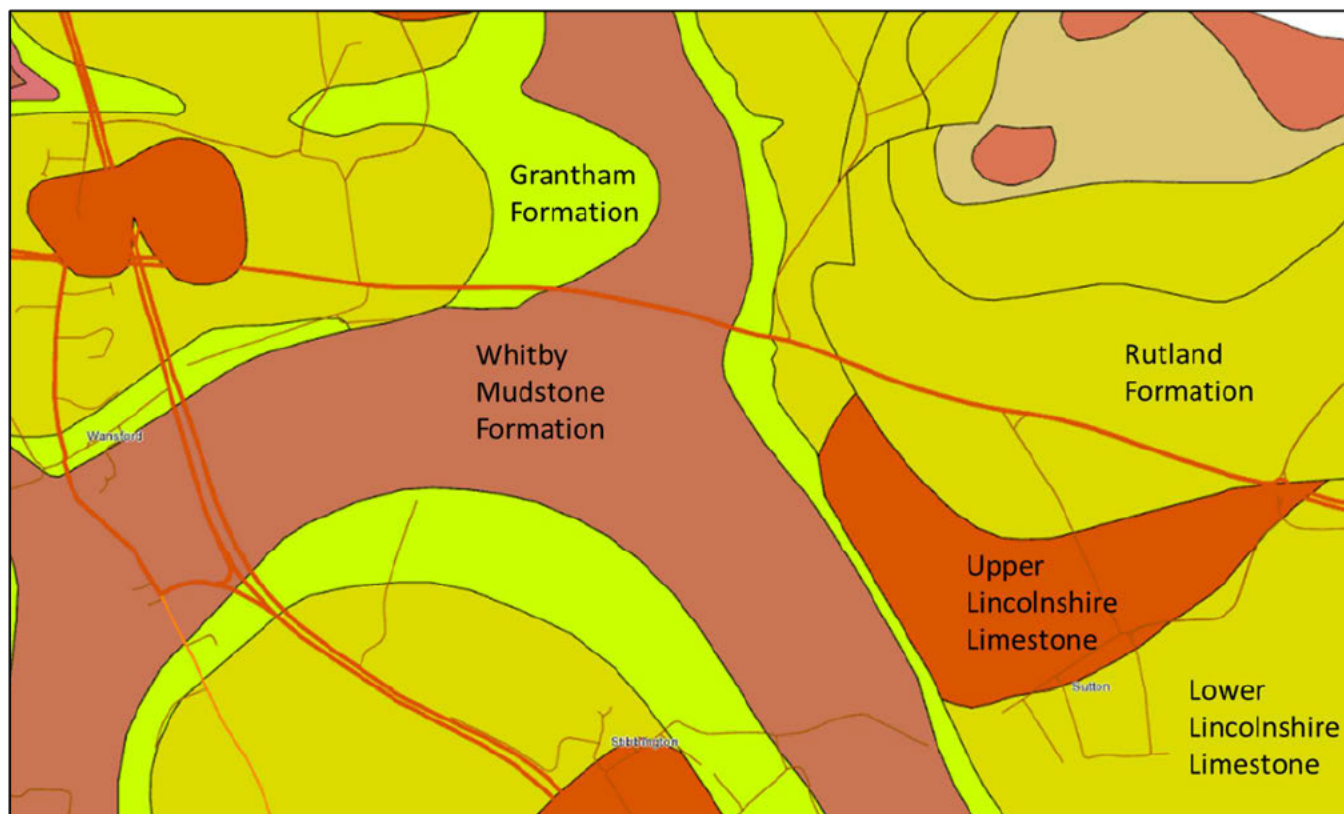 Grantham
Formation
Whitby
Mudstone
Formation
Rutland
Formation
Wansford
Upper
Lincolnshire
Limestone
Sutton
Lower
Lincolnshire
Limestone
Stibbington